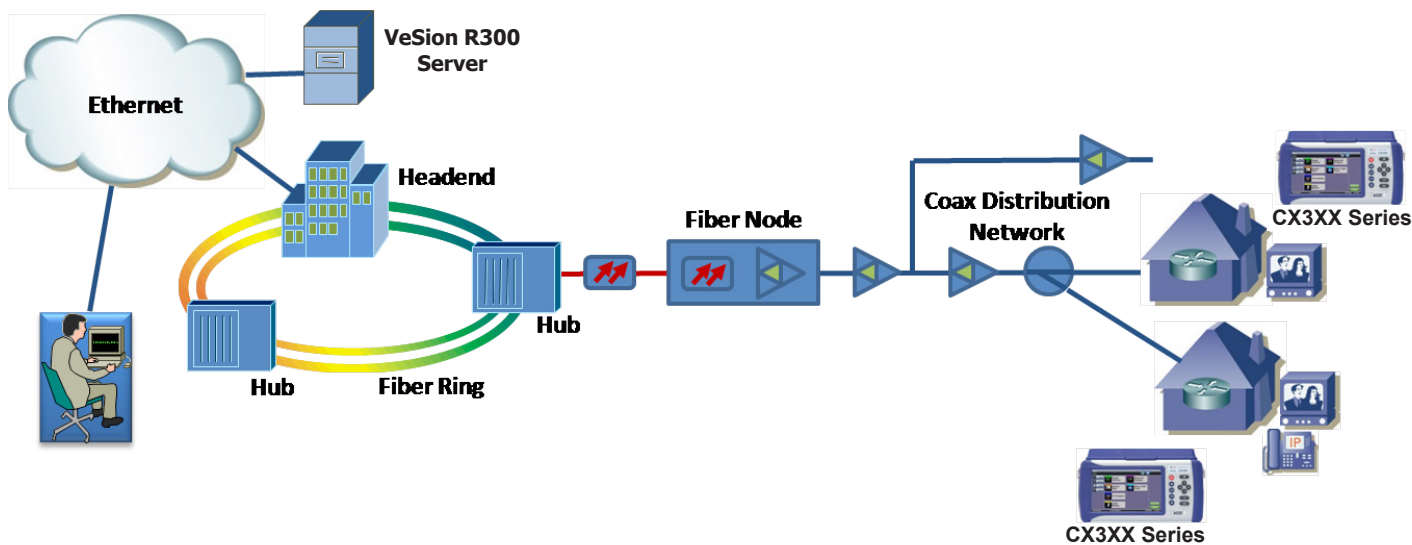 VeSion R300
Server
Ethernet
Headend
Hub
Hub
Fiber Ring
Fiber Node
Coax Distribution
Network
CX3XX Series
IP
CX3XX Series